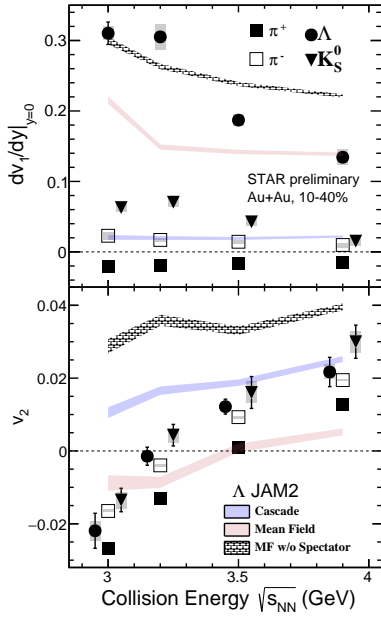 0.3
0.2
0.1
0
dv₁/dy|y=0
π⁺
Λ
π⁻
K⁰S
STAR preliminary
Au+Au, 10-40%
0.04
0.02
0
−0.02
v₂
Λ JAM2
Cascade
Mean Field
MF w/o Spectator
3.0
3.5
4.0
Collision Energy √sNN (GeV)